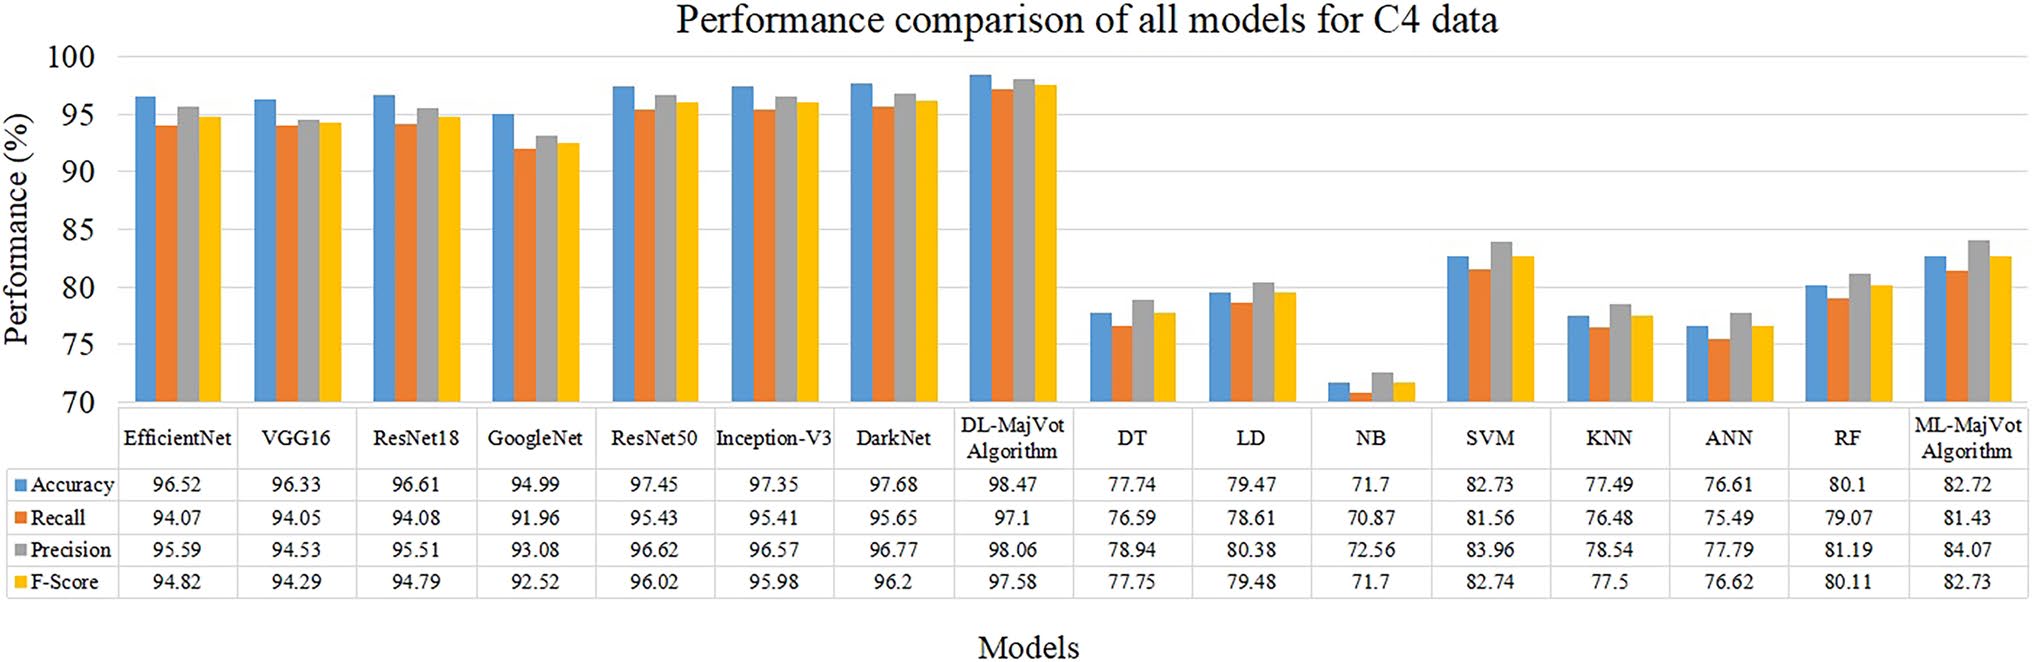 Performance comparison of all models for C4 data
Performance (%)
100
95
90
85
80
75
70
EfficientNet VGG16 ResNet18 GoogleNet ResNet50 Inception-V3 DarkNet DL-MajVot Algorithm DT LD NB SVM KNN ANN RF ML-MajVot Algorithm
Accuracy 96.52 96.33 96.61 94.99 97.45 97.35 97.68 98.47 77.74 79.47 71.7 82.73 77.49 76.61 80.1 82.72
Recall 94.07 94.05 94.08 91.96 95.43 95.41 95.65 97.1 76.59 78.61 70.87 81.56 76.48 75.49 79.07 81.43
Precision 95.59 94.53 95.51 93.08 96.62 96.57 96.77 98.06 78.94 80.38 72.56 83.96 78.54 77.79 81.19 84.07
F-Score 94.82 94.29 94.79 92.52 96.02 95.98 96.2 97.58 77.75 79.48 71.7 82.74 77.5 76.62 80.11 82.73
Models